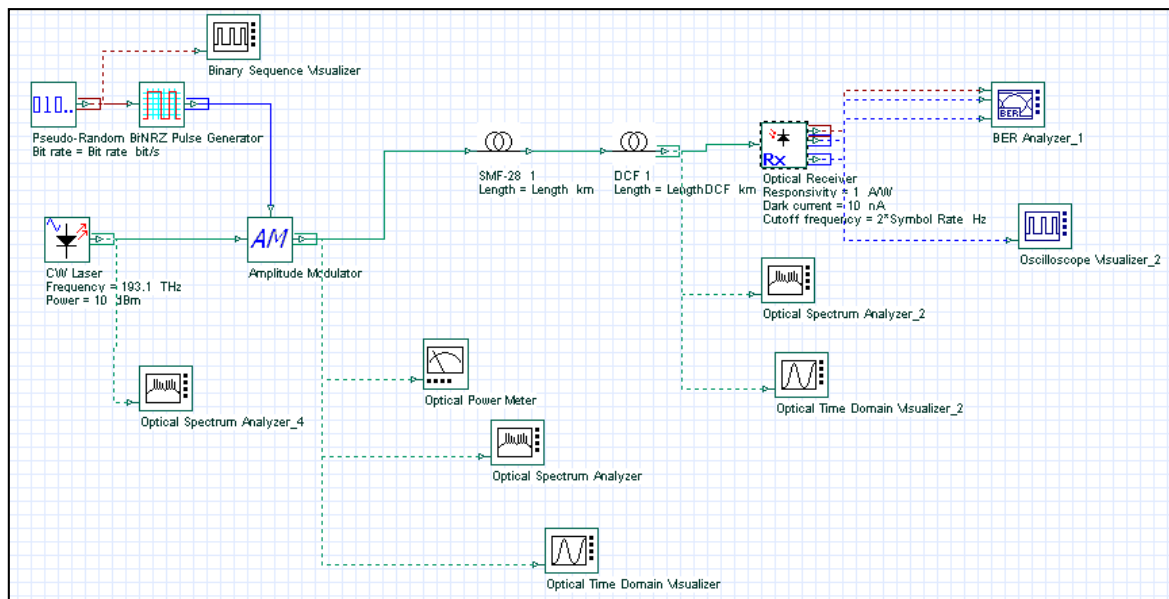 Binary Sequence Visualizer
010..
Pseudo-Random Bit
NRZ Pulse Generator
Bit rate = Bit rate bit/s
BER
BER Analyzer_1
SMF-28 1
Length = Length km
DCF 1
Length = LengthDCF km
Rx
Optical Receiver
Responsivity = 1 A/W
Dark current = 10 nA
Cutoff frequency = 2*Symbol Rate Hz
Oscilloscope Visualizer_2
CW Laser
Frequency = 193.1 THz
Power = 10 dBm
AM
Amplitude Modulator
Optical Spectrum Analyzer_2
Optical Power Meter
Optical Time Domain Visualizer_2
Optical Spectrum Analyzer_4
Optical Spectrum Analyzer
Optical Time Domain Visualizer